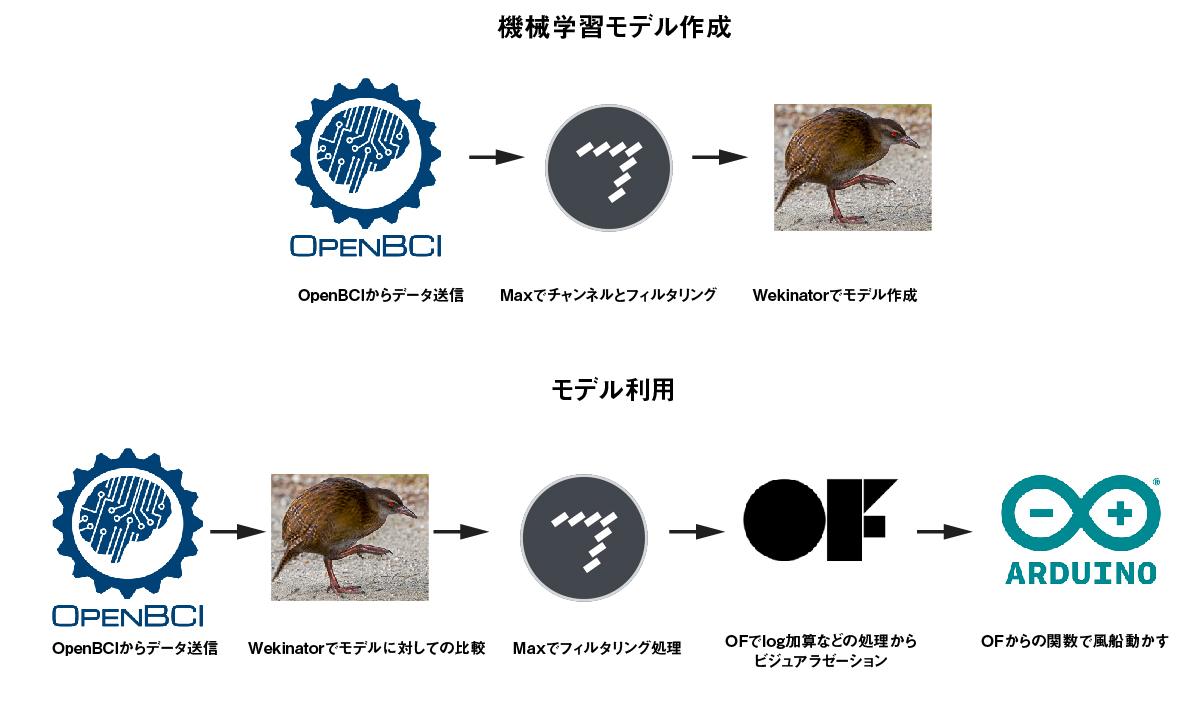 機械学習モデル作成
OPENBCI
OpenBCIからデータ送信
Maxでチャンネルとフィルタリング
Wekinatorでモデル作成
モデル利用
OPENBCI
OpenBCIからデータ送信
Wekinatorでモデルに対しての比較
Maxでフィルタリング処理
OF
OFでlog加算などの処理から
ビジュアラゼーション
®
ARDUINO
OFからの関数で風船動かす